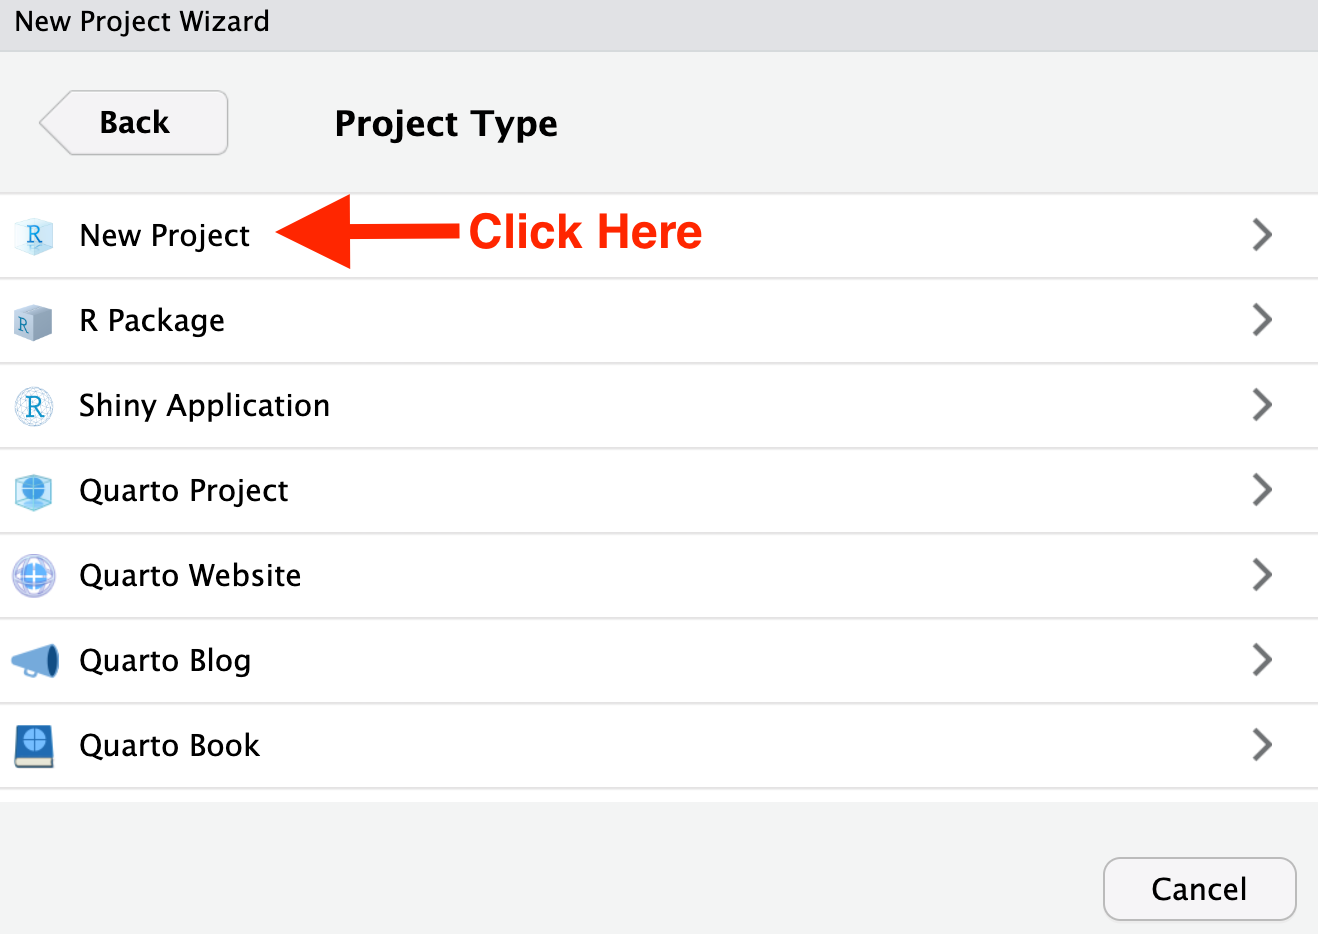 New Project Wizard
Back
Project Type
R New Project Click Here
R R Package
R Shiny Application
Quarto Project
Quarto Website
Quarto Blog
Quarto Book
Cancel